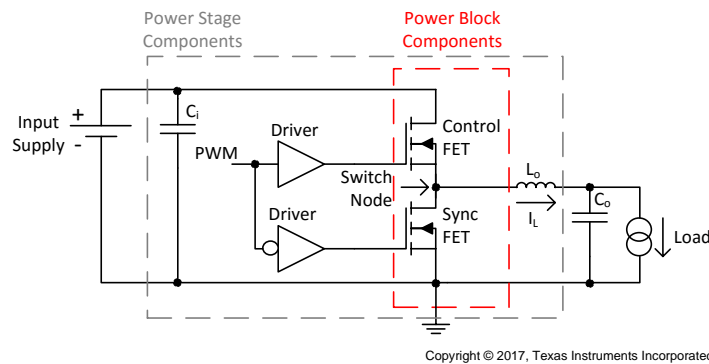 Power Stage
Components
Power Block
Components
Input
Supply
+
-
Ci
PWM
Driver
Driver
Control
FET
Switch
Node
Sync
FET
Lo
IL
Co
Load
Copyright © 2017, Texas Instruments Incorporated